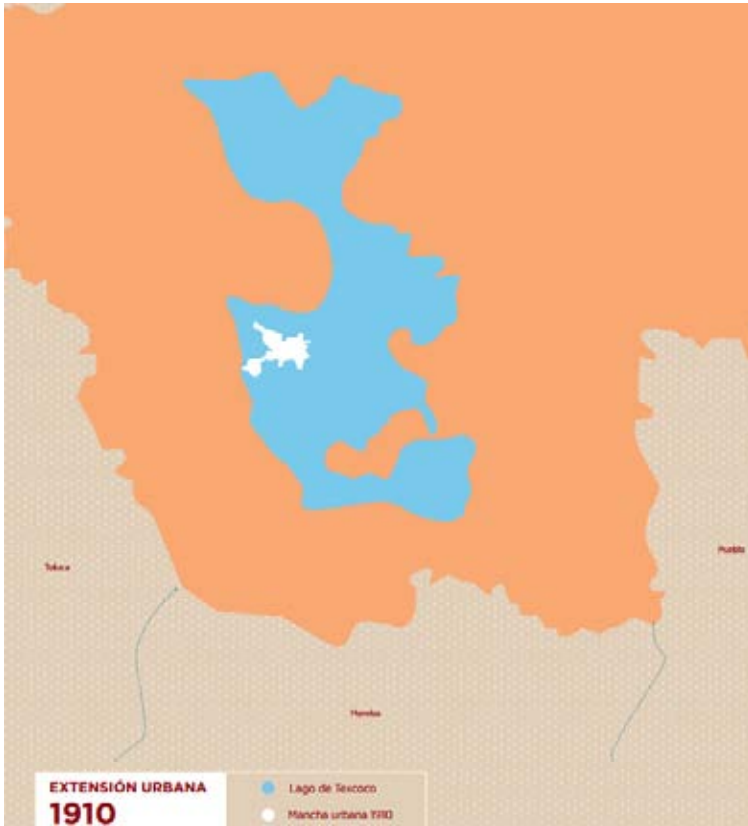 Toluca
Puebla
Morelos
EXTENSIÓN URBANA
1910
Lago de Texcoco
Mancha urbana 1910